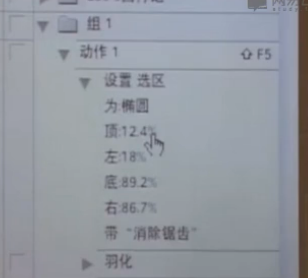 组 1
动作 1 F5
设置 选区
为:椭圆
顶:12.4%
左:18%
底:89.2%
右:86.7%
带 “消除锯齿”
羽化